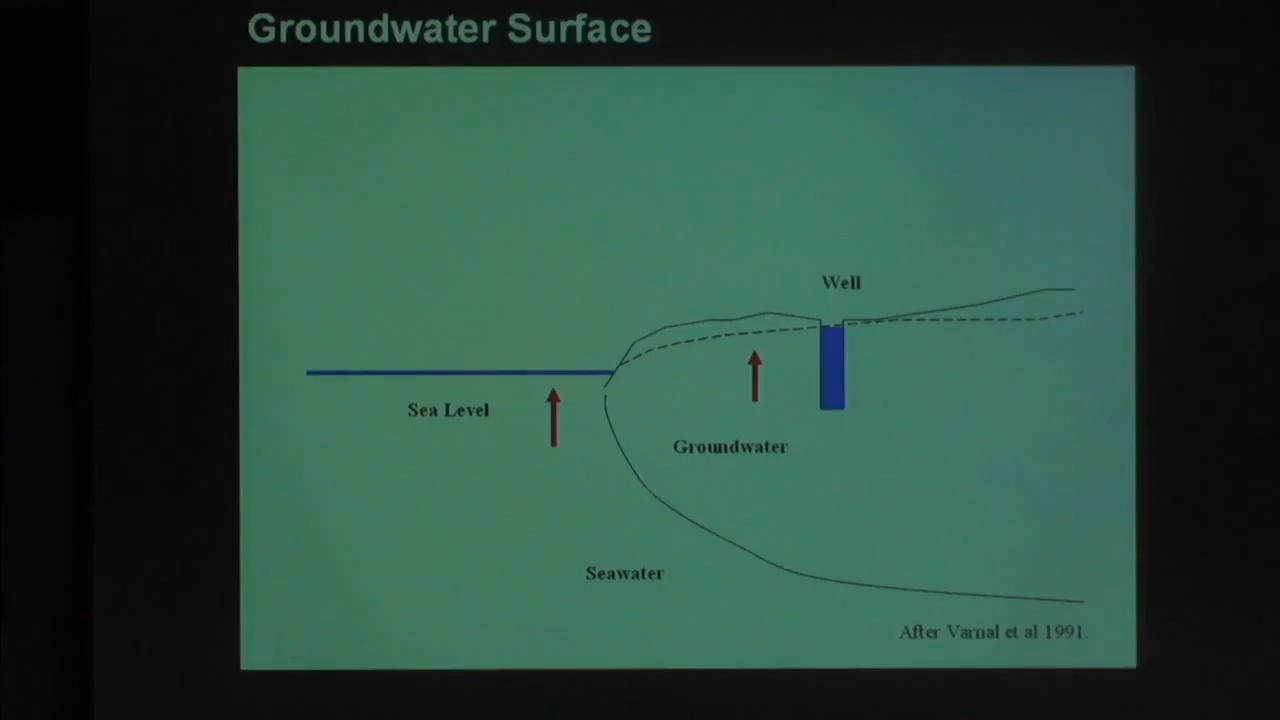 Groundwater Surface
Well
Sea Level
Groundwater
Seawater
After Varnal et al 1991.